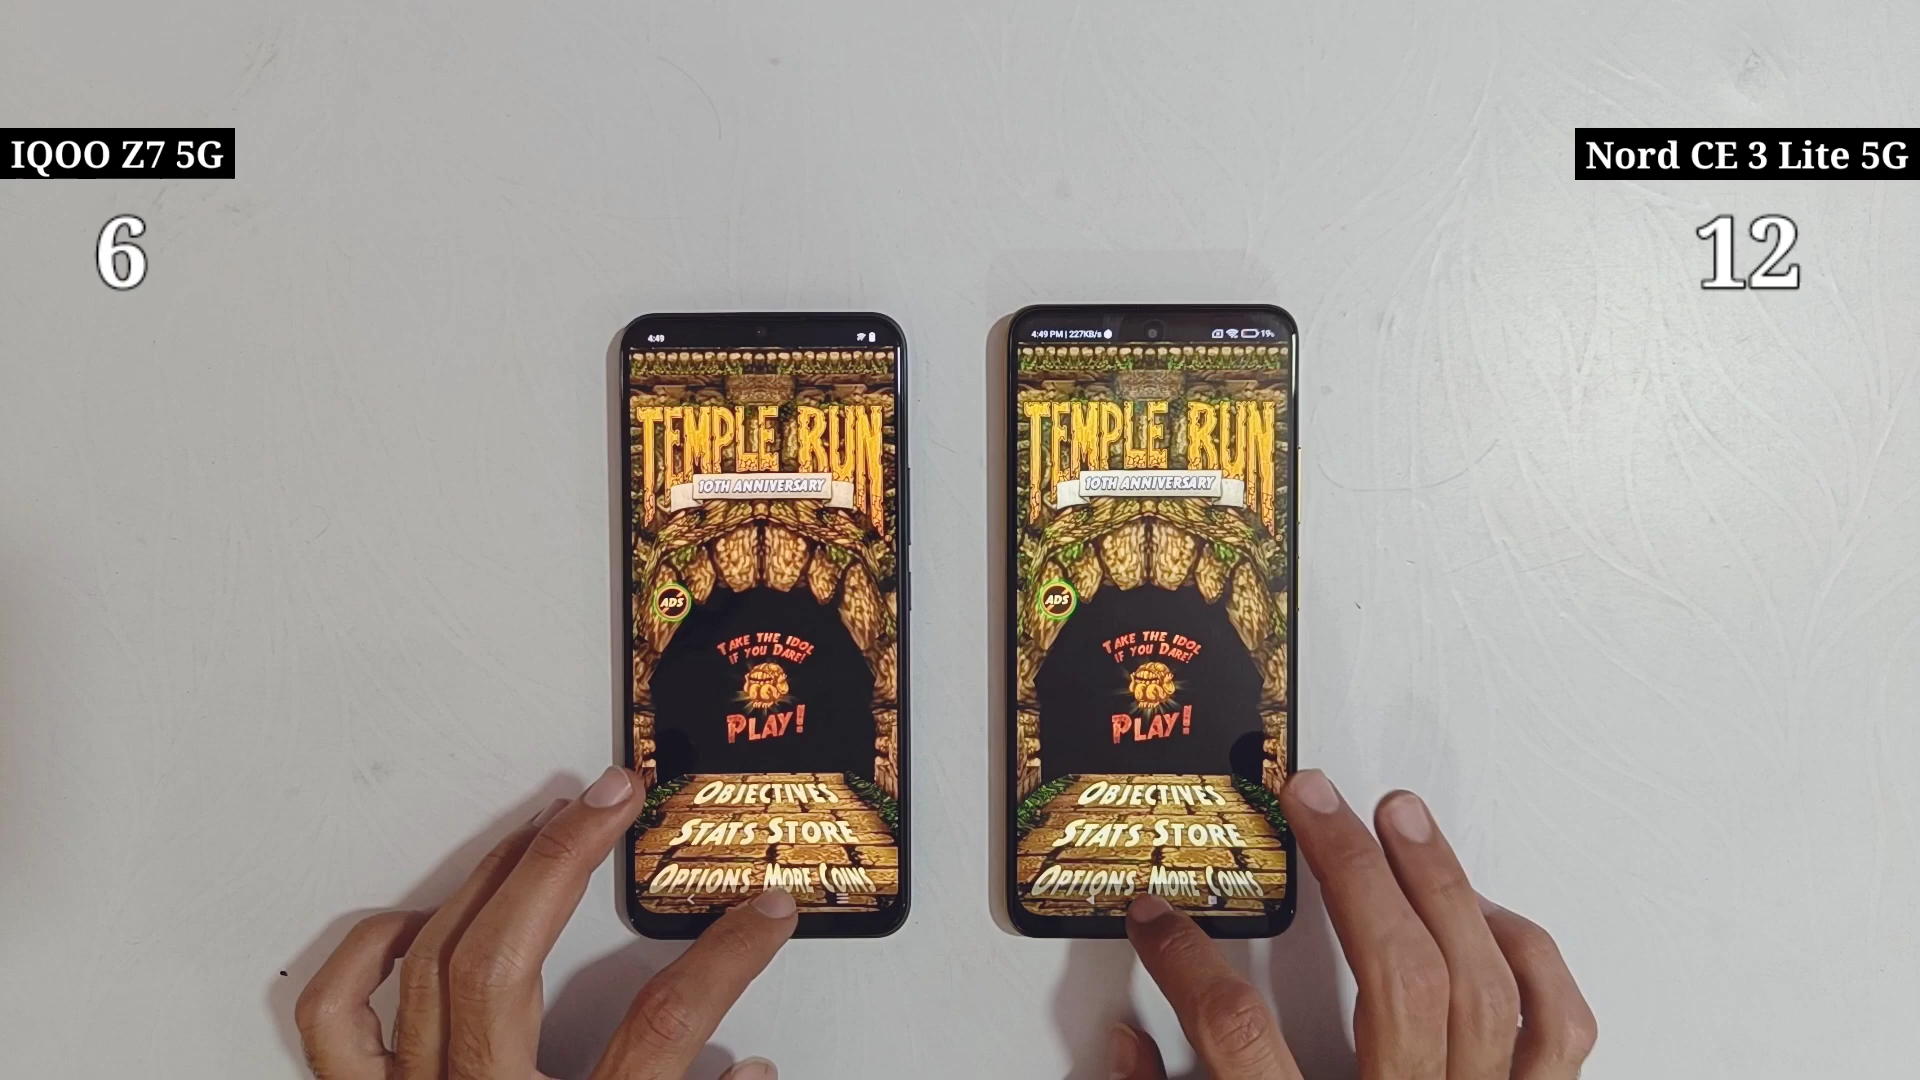 IQOO Z7 5G
6
Nord CE 3 Lite 5G
12
4:49
TEMPLE RUN
10TH ANNIVERSARY
ADS
TAKE THE IDOL
IF YOU DARE!
PLAY!
OBJECTIVES
STATS STORE
OPTIONS MORE COINS
4:49 PM | 227KB/s
19%
TEMPLE RUN
10TH ANNIVERSARY
ADS
TAKE THE IDOL
IF YOU DARE!
PLAY!
OBJECTIVES
STATS STORE
OPTIONS MORE COINS